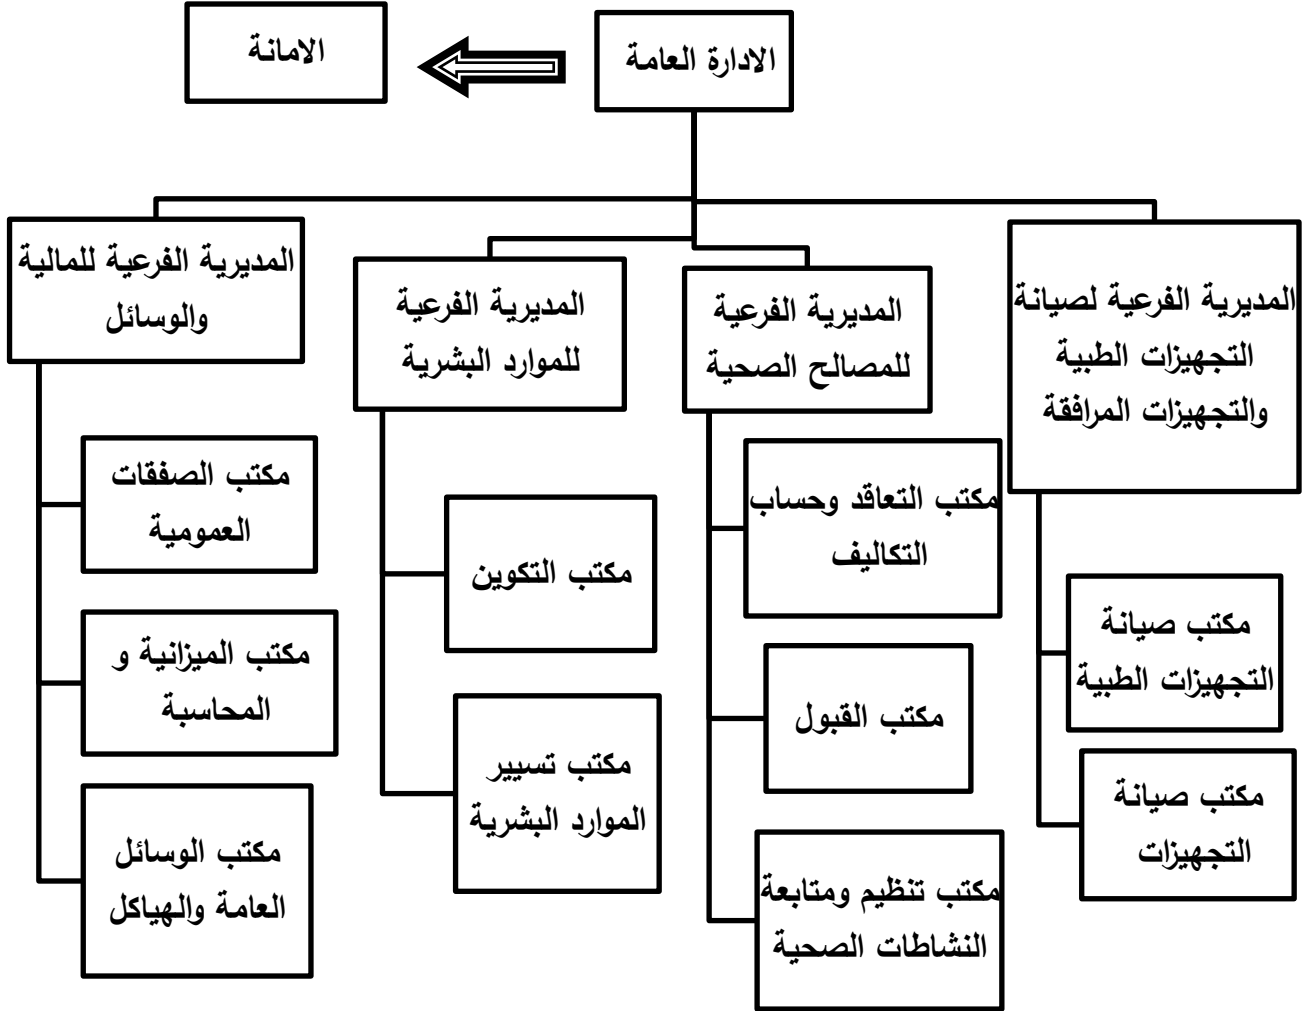 الادارة العامة
الامانة
المديرية الفرعية لصيانة
التجهيزات الطبية
والتجهيزات المرافقة
مكتب صيانة
التجهيزات الطبية
مكتب صيانة
التجهيزات
المديرية الفرعية
للمصالح الصحية
مكتب التعاقد وحساب
التكاليف
مكتب القبول
مكتب تنظيم ومتابعة
النشاطات الصحية
المديرية الفرعية
للموارد البشرية
مكتب التكوين
مكتب تسيير
الموارد البشرية
المديرية الفرعية للمالية
والوسائل
مكتب الصفقات
العمومية
مكتب الميزانية و
المحاسبة
مكتب الوسائل
العامة والهياكل